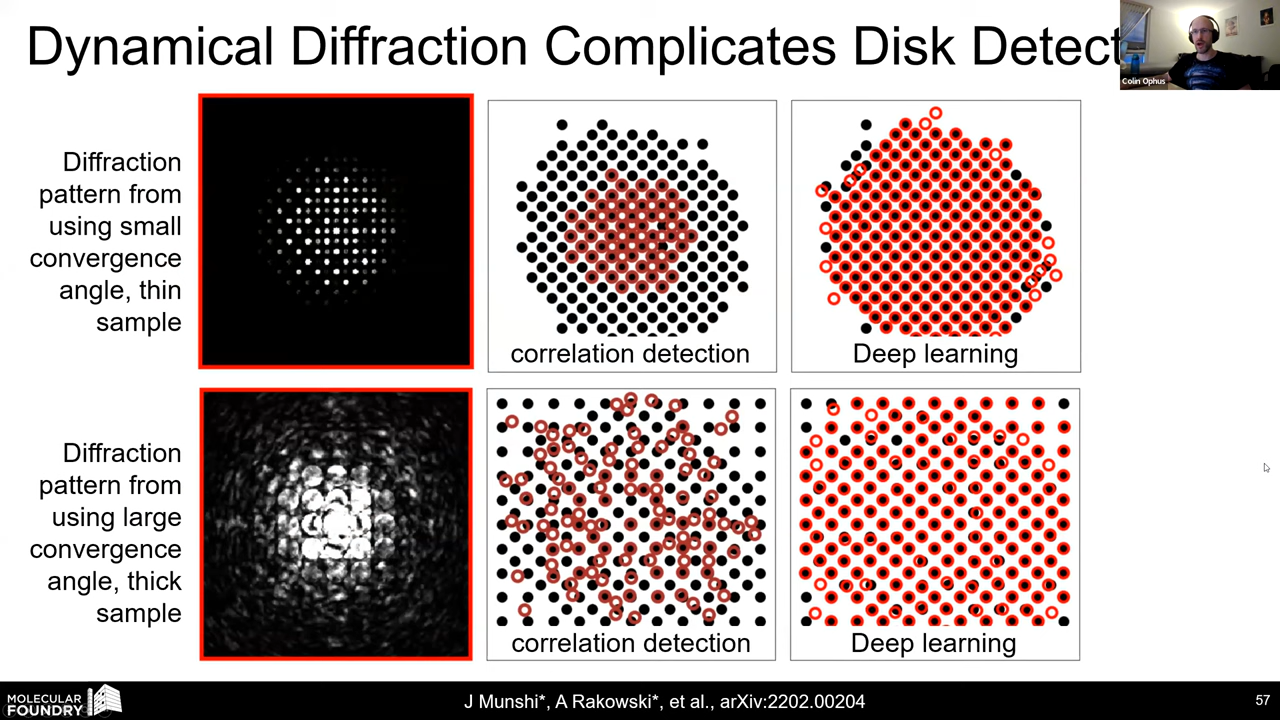 Dynamical Diffraction Complicates Disk Detect
Colin Ophus
Diffraction
pattern from
using small
convergence
angle, thin
sample
correlation detection
Deep learning
Diffraction
pattern from
using large
convergence
angle, thick
sample
correlation detection
Deep learning
MOLECULAR
FOUNDRY
J Munshi*, A Rakowski*, et al., arXiv:2202.00204
57